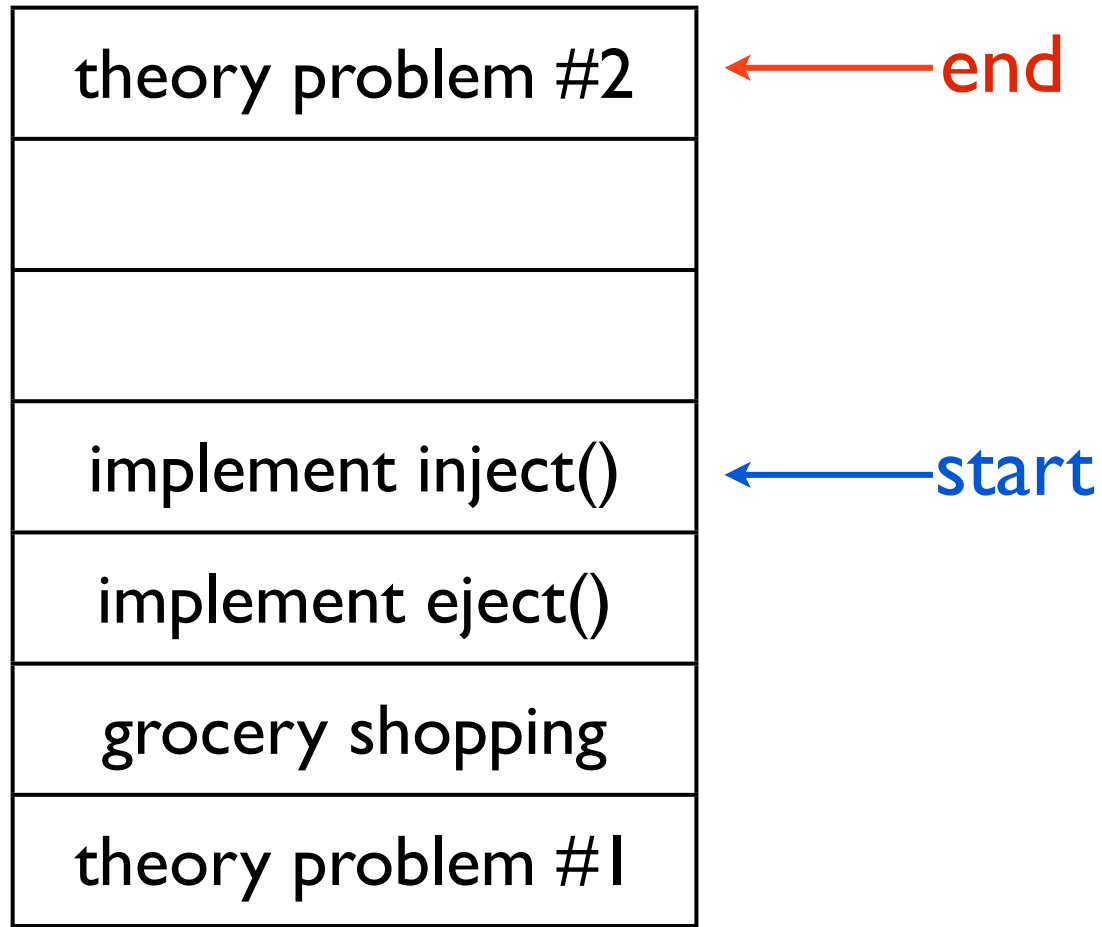 theory problem #2
end
implement inject()
start
implement eject()
grocery shopping
theory problem #1